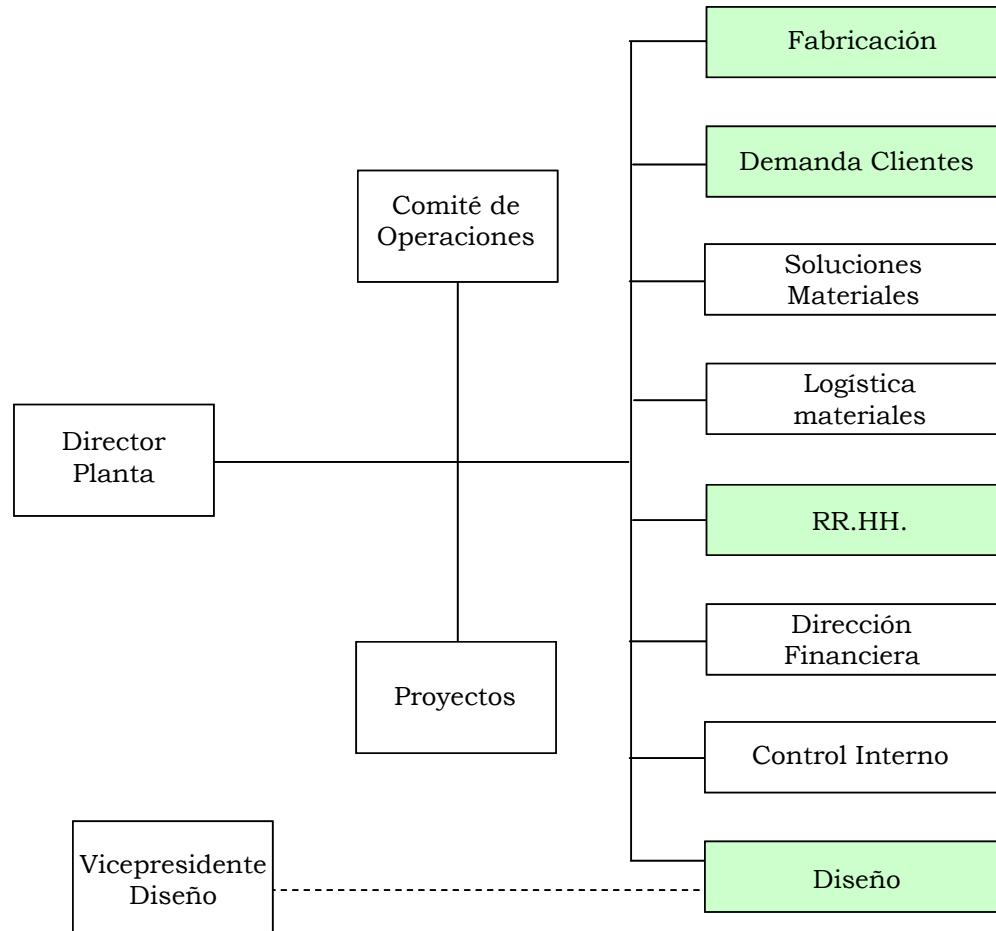 Fabricación
Demanda Clientes
Comité de
Operaciones
Soluciones
Materiales
Logística
materiales
Director
Planta
RR.HH.
Dirección
Financiera
Proyectos
Control Interno
Vicepresidente
Diseño
Diseño